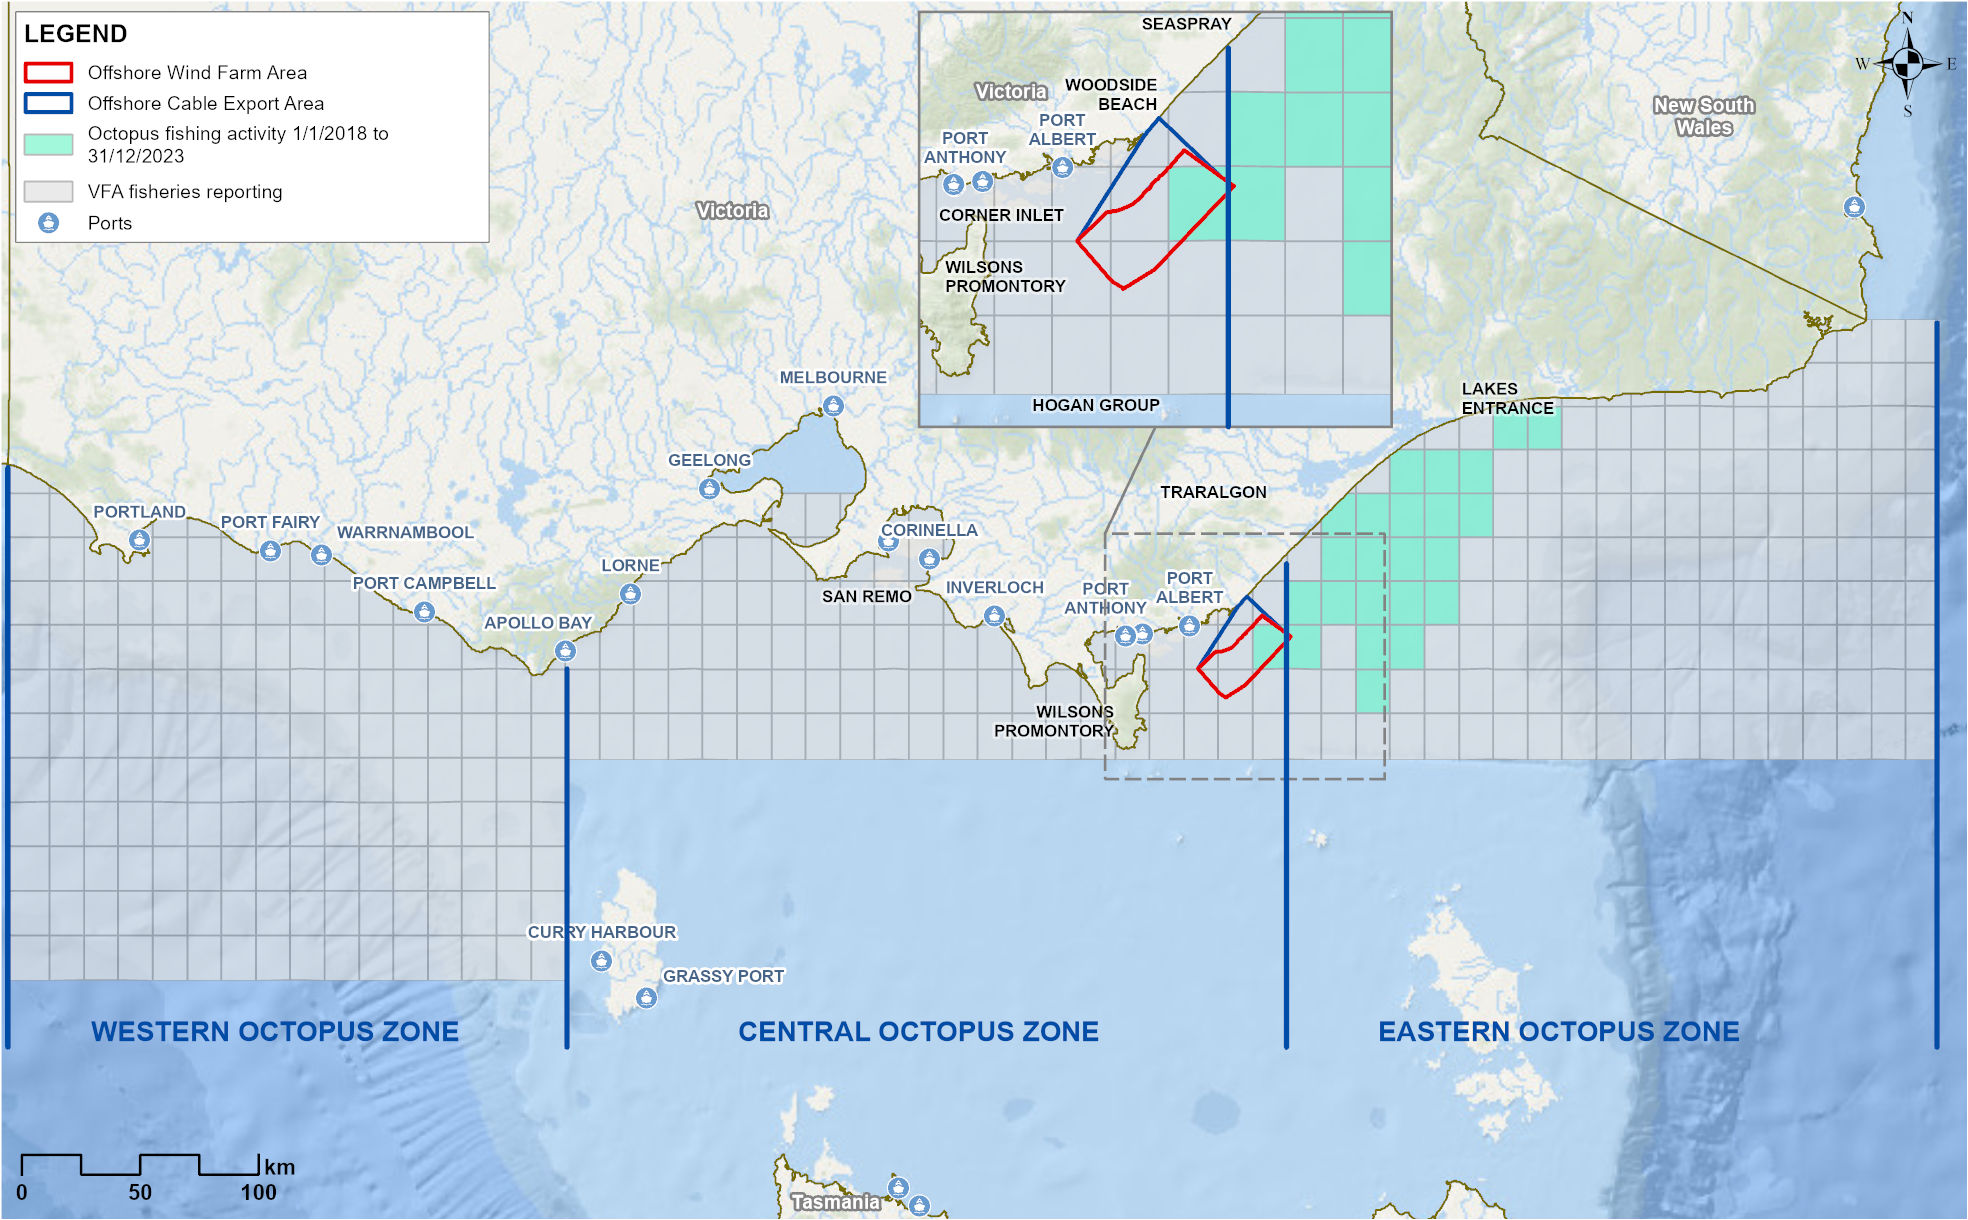 LEGEND
Offshore Wind Farm Area
Offshore Cable Export Area
Octopus fishing activity 1/1/2018 to
31/12/2023
VFA fisheries reporting
Ports
SEASPRAY
Victoria
WOODSIDE
BEACH
PORT
ALBERT
PORT
ANTHONY
CORNER INLET
WILSONS
PROMONTORY
HOGAN GROUP
N
W
E
S
New South
Wales
Victoria
MELBOURNE
LAKES
ENTRANCE
GEELONG
TRARALGON
PORTLAND
PORT FAIRY
WARRNAMBOOL
CORINELLA
LORNE
PORT CAMPBELL
SAN REMO
INVERLOCH
PORT
ANTHONY
PORT
ALBERT
APOLLO BAY
WILSONS
PROMONTORY
CURRY HARBOUR
GRASSY PORT
WESTERN OCTOPUS ZONE
CENTRAL OCTOPUS ZONE
EASTERN OCTOPUS ZONE
km
0
50
100
Tasmania